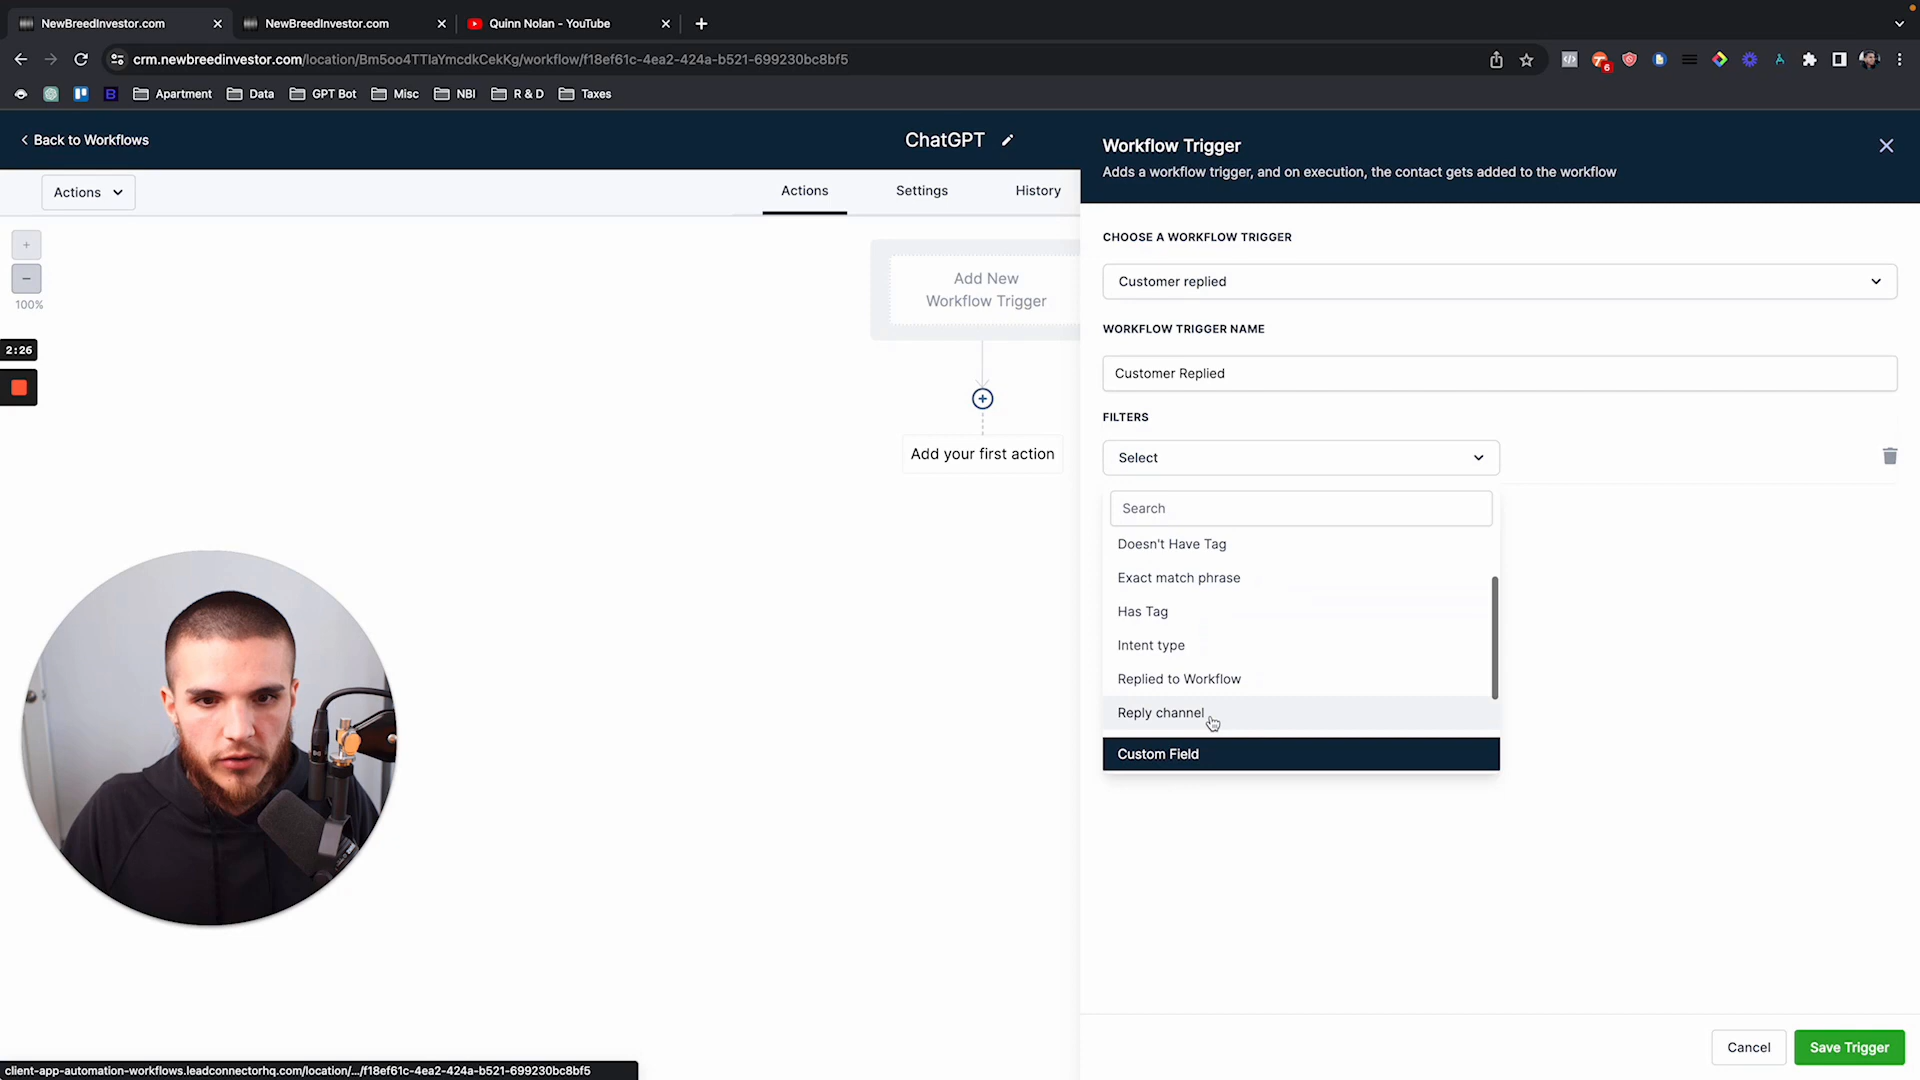 NewBreedInvestor.com
NewBreedInvestor.com
Quinn Nolan - YouTube
crm.newbreedinvestor.com/location/Bm5oo4TTIaYmcdkCekKg/workflow/f18ef61c-4ea2-424a-b521-699230bc8bf5
6
Apartment
Data
GPT Bot
Misc
NBI
R & D
Taxes
Back to Workflows
ChatGPT
Workflow Trigger
Adds a workflow trigger, and on execution, the contact gets added to the workflow
Actions
Actions
Settings
History
CHOOSE A WORKFLOW TRIGGER
Customer replied
100%
Add New
Workflow Trigger
WORKFLOW TRIGGER NAME
Customer Replied
2:26
FILTERS
Select
Add your first action
Search
Doesn't Have Tag
Exact match phrase
Has Tag
Intent type
Replied to Workflow
Reply channel
Custom Field
Cancel
Save Trigger
client-app-automation-workflows.leadconnectorhq.com/location/.../f18ef61c-4ea2-424a-b521-699230bc8bf5